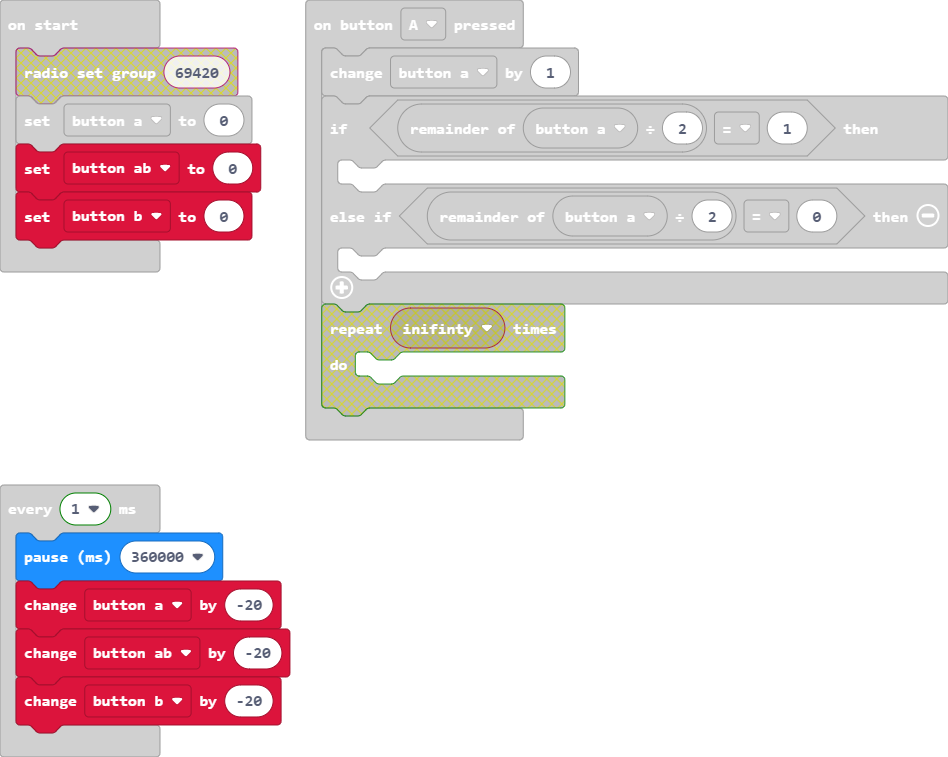 on start
radio set group 69420
set button a to 0
set button ab to 0
set button b to 0
on button A pressed
change button a by 1
if remainder of button a ÷ 2 = 1 then
else if remainder of button a ÷ 2 = 0 then
repeat inifinty times
do
every 1 ms
pause (ms) 360000
change button a by -20
change button ab by -20
change button b by -20